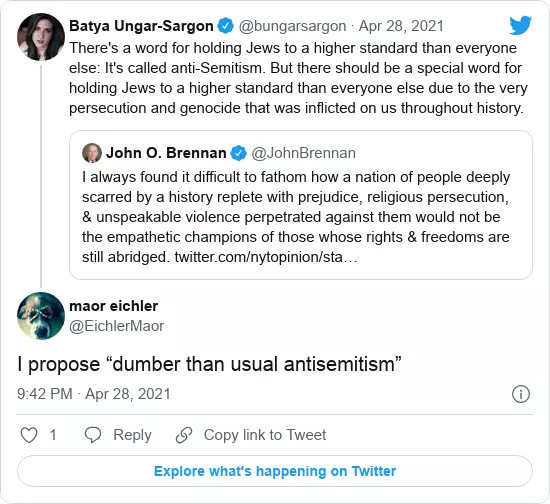 Batya Ungar-Sargon @bungarsargon · Apr 28, 2021
There's a word for holding Jews to a higher standard than everyone
else: It's called anti-Semitism. But there should be a special word for
holding Jews to a higher standard than everyone else due to the very
persecution and genocide that was inflicted on us throughout history.
John O. Brennan @JohnBrennan
I always found it difficult to fathom how a nation of people deeply
scarred by a history replete with prejudice, religious persecution,
& unspeakable violence perpetrated against them would not be
the empathetic champions of those whose rights & freedoms are
still abridged. twitter.com/nytopinion/sta…
maor eichler
@EichlerMaor
I propose “dumber than usual antisemitism”
9:42 PM · Apr 28, 2021
1 Reply Copy link to Tweet
Explore what's happening on Twitter